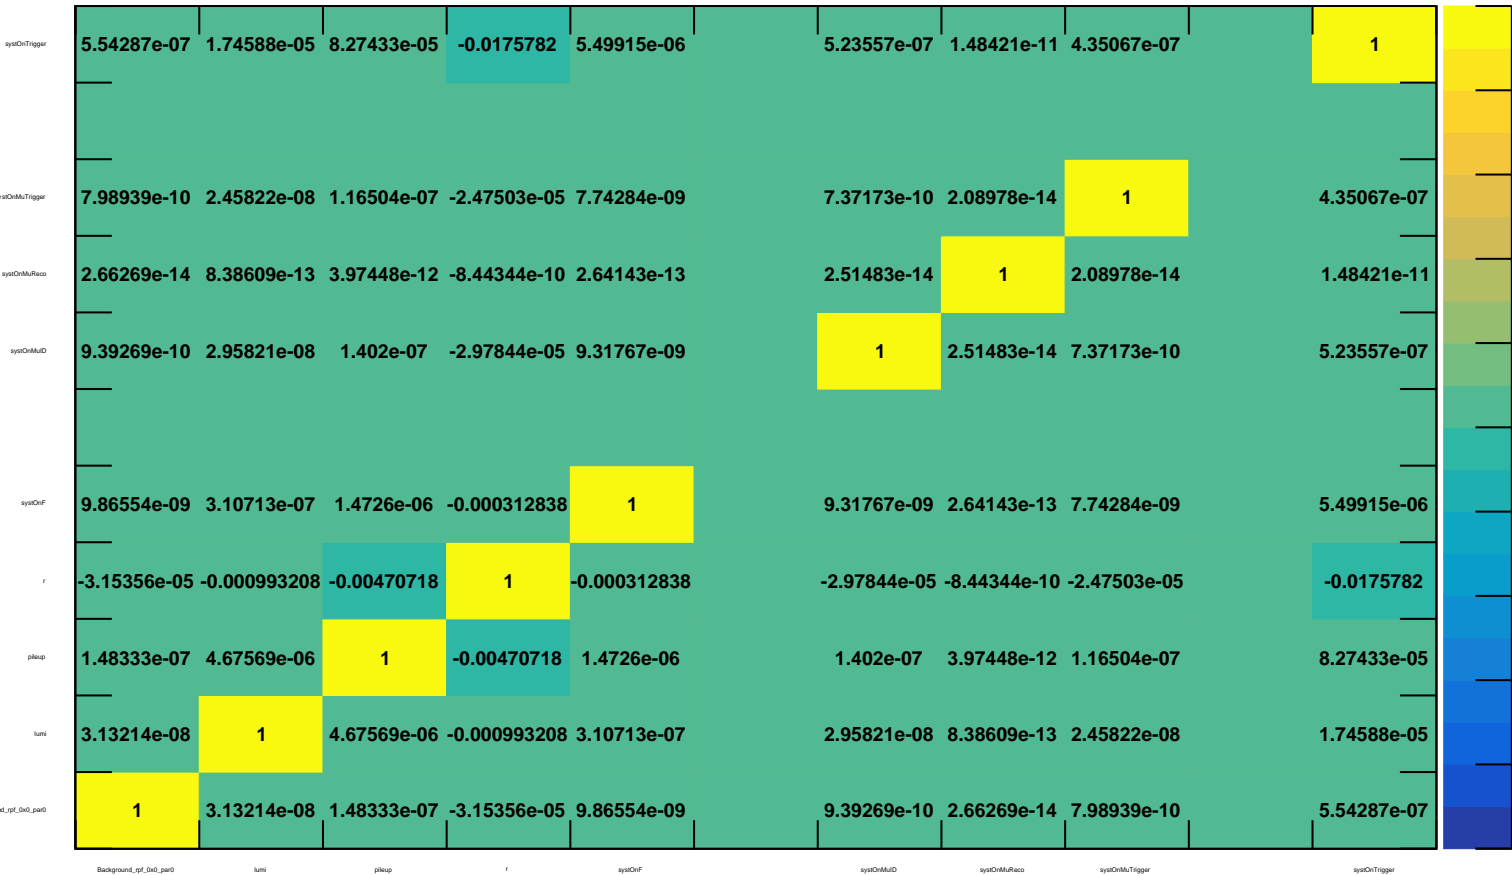 systOnTrigger 5.54287e-07 1.74588e-05 8.27433e-05 -0.0175782 5.49915e-06 5.23557e-07 1.48421e-11 4.35067e-07 1
stOnMuTrigger 7.98939e-10 2.45822e-08 1.16504e-07 -2.47503e-05 7.74284e-09 7.37173e-10 2.08978e-14 1 4.35067e-07
systOnMuReco 2.66269e-14 8.38609e-13 3.97448e-12 -8.44344e-10 2.64143e-13 2.51483e-14 1 2.08978e-14 1.48421e-11
systOnMuID 9.39269e-10 2.95821e-08 1.402e-07 -2.97844e-05 9.31767e-09 1 2.51483e-14 7.37173e-10 5.23557e-07
systOnF 9.86554e-09 3.10713e-07 1.4726e-06 -0.000312838 1 9.31767e-09 2.64143e-13 7.74284e-09 5.49915e-06
r -3.15356e-05 -0.000993208 -0.00470718 1 -0.000312838 -2.97844e-05 -8.44344e-10 -2.47503e-05 -0.0175782
pileup 1.48333e-07 4.67569e-06 1 -0.00470718 1.4726e-06 1.402e-07 3.97448e-12 1.16504e-07 8.27433e-05
lumi 3.13214e-08 1 4.67569e-06 -0.000993208 3.10713e-07 2.95821e-08 8.38609e-13 2.45822e-08 1.74588e-05
nd_rpf_0x0_par0 1 3.13214e-08 1.48333e-07 -3.15356e-05 9.86554e-09 9.39269e-10 2.66269e-14 7.98939e-10 5.54287e-07
Background_rpf_0x0_par0 lumi pileup r systOnF systOnMuID systOnMuReco systOnMuTrigger systOnTrigger